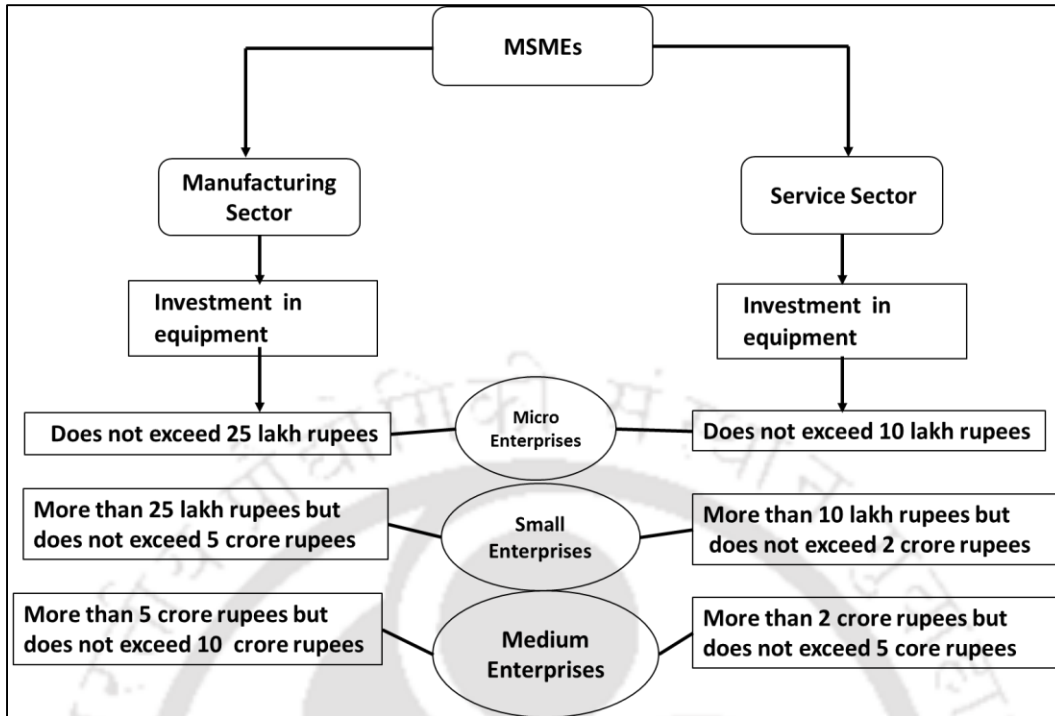 MSMEs
Manufacturing
Sector
Service Sector
Investment in
equipment
Investment in
equipment
Does not exceed 25 lakh rupees
Micro
Enterprises
Does not exceed 10 lakh rupees
More than 25 lakh rupees but
does not exceed 5 crore rupees
Small
Enterprises
More than 10 lakh rupees but
does not exceed 2 crore rupees
More than 5 crore rupees but
does not exceed 10 crore rupees
Medium
Enterprises
More than 2 crore rupees but
does not exceed 5 core rupees